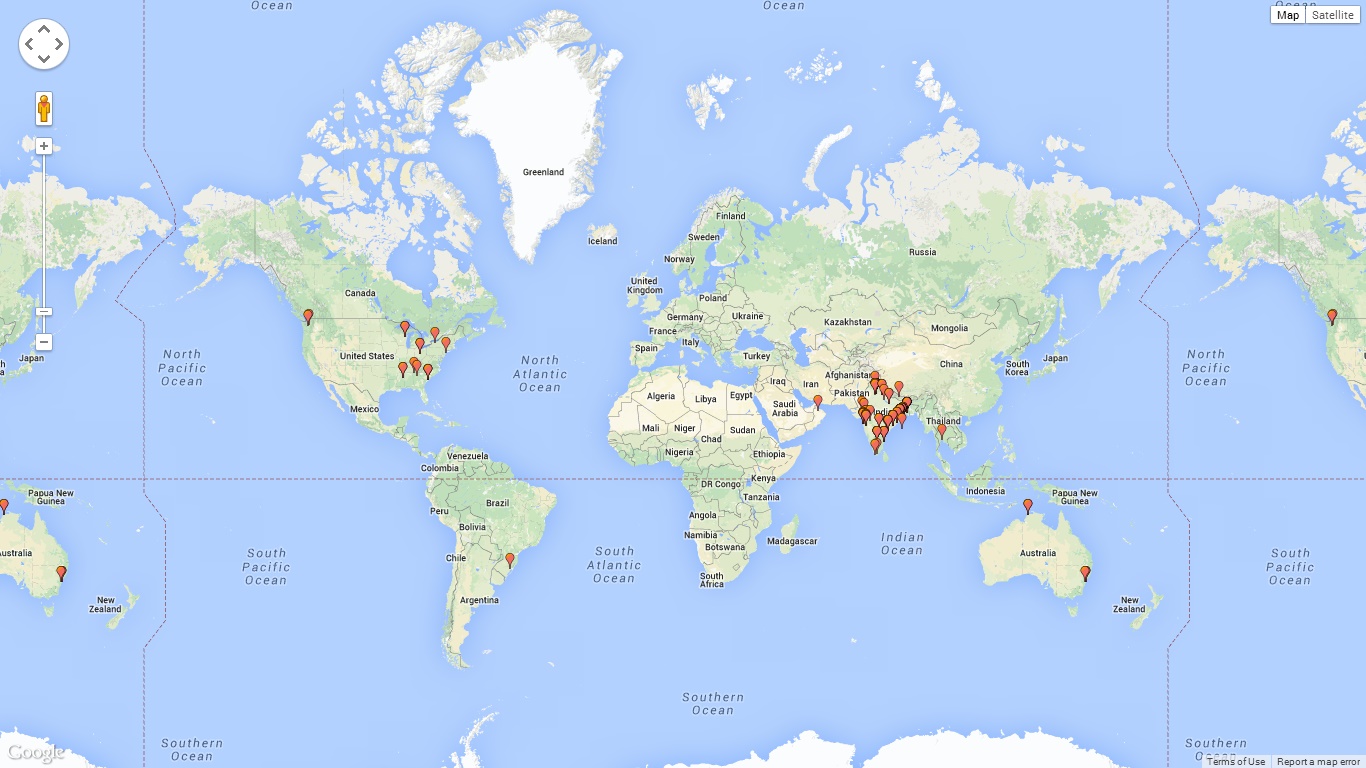 Ocean
Ocean
Ocean
Map
Satellite
Greenland
Iceland
Finland
Sweden
Norway
Russia
United
Kingdom
Canada
Poland
Germany
Ukraine
France
Kazakhstan
Mongolia
Italy
Spain
Turkey
United States
China
South
Korea
Japan
Japan
North
Pacific
Ocean
North
Atlantic
Ocean
North
Pacific
Ocean
Afghanistan
Iraq
Iran
Pakistan
Algeria
Libya
Egypt
Saudi
Arabia
Mexico
India
Mali
Niger
Chad
Sudan
Thailand
Nigeria
Ethiopia
Venezuela
Colombia
Kenya
DR Congo
Tanzania
Indonesia
Papua New
Guinea
Papua New
Guinea
Brazil
Peru
Angola
Bolivia
Namibia
Botswana
Madagascar
Indian
Ocean
Chile
South
Pacific
Ocean
South
Atlantic
Ocean
Australia
Australia
South
Pacific
Ocean
South
Africa
Argentina
New
Zealand
New
Zealand
Southern
Ocean
Southern
Ocean
Southern
Ocean
Google
Terms of Use
Report a map error